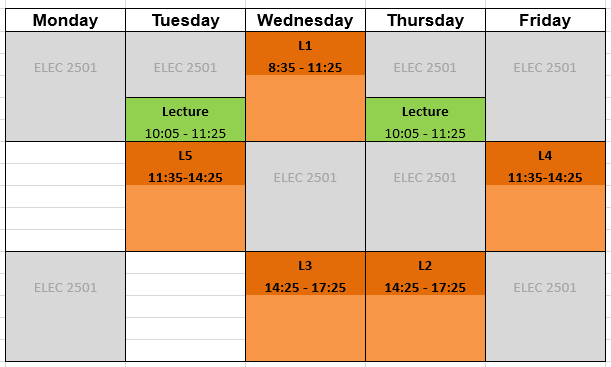 Monday Tuesday Wednesday Thursday Friday
L1
ELEC 2501 ELEC 2501 8:35 - 11:25 ELEC 2501 ELEC 2501
Lecture Lecture
10:05 - 11:25 10:05 - 11:25
L5 L4
11:35-14:25 ELEC 2501 ELEC 2501 11:35-14:25
L3 L2
ELEC 2501 14:25 - 17:25 14:25 - 17:25 ELEC 2501